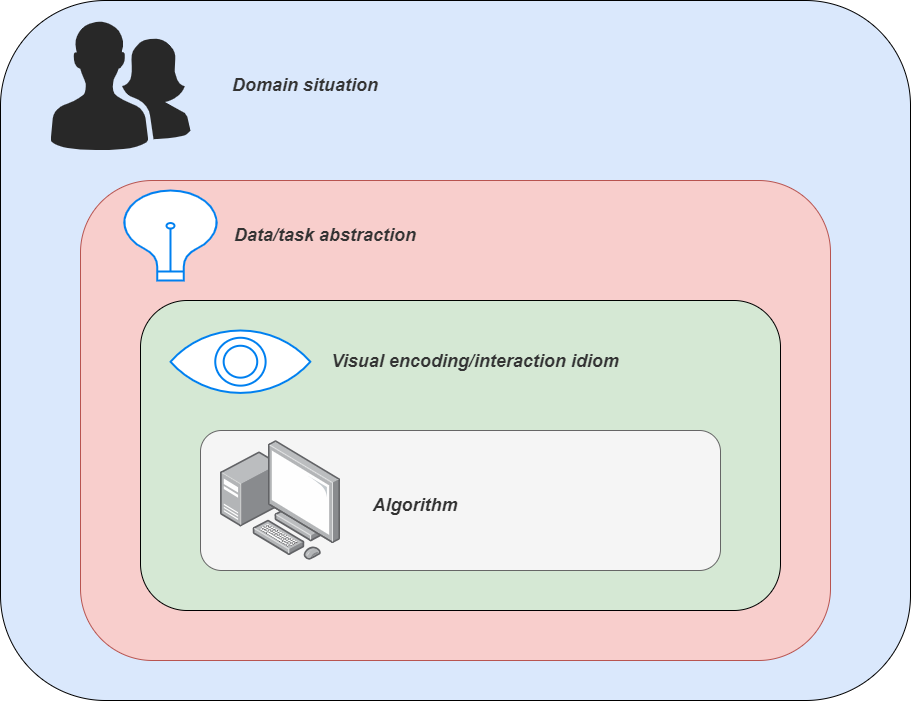 Domain situation
Data/task abstraction
Visual encoding/interaction idiom
Algorithm